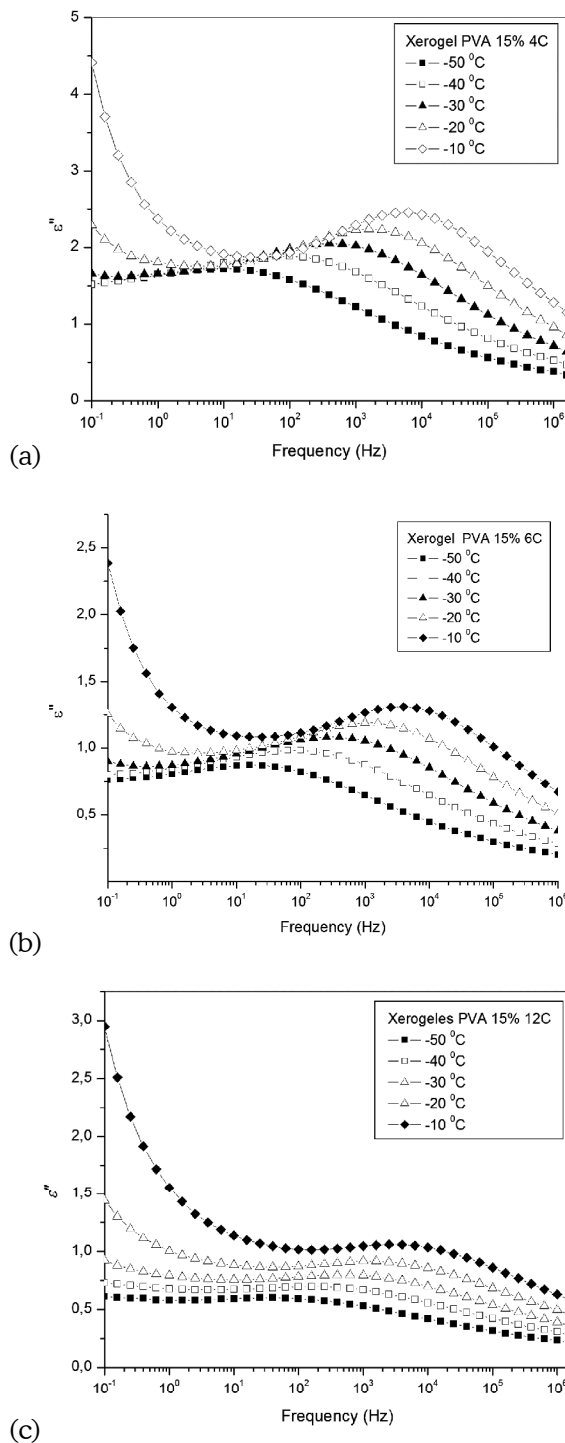 5
4
3
2
1
0
ε"
Xerogel PVA 15% 4C
-50 ⁰C
-40 ⁰C
-30 ⁰C
-20 ⁰C
-10 ⁰C
10⁻¹ 10⁰ 10¹ 10² 10³ 10⁴ 10⁵ 10⁶
Frequency (Hz)
(a)
2,5
2,0
1,5
1,0
0,5
ε"
Xerogel PVA 15% 6C
-50 ⁰C
-40 ⁰C
-30 ⁰C
-20 ⁰C
-10 ⁰C
10⁻¹ 10⁰ 10¹ 10² 10³ 10⁴ 10⁵ 10⁶
Frequency (Hz)
(b)
3,0
2,5
2,0
1,5
1,0
0,5
0,0
ε"
Xerogeles PVA 15% 12C
-50 ⁰C
-40 ⁰C
-30 ⁰C
-20 ⁰C
-10 ⁰C
10⁻¹ 10⁰ 10¹ 10² 10³ 10⁴ 10⁵ 10⁶
Frequency (Hz)
(c)